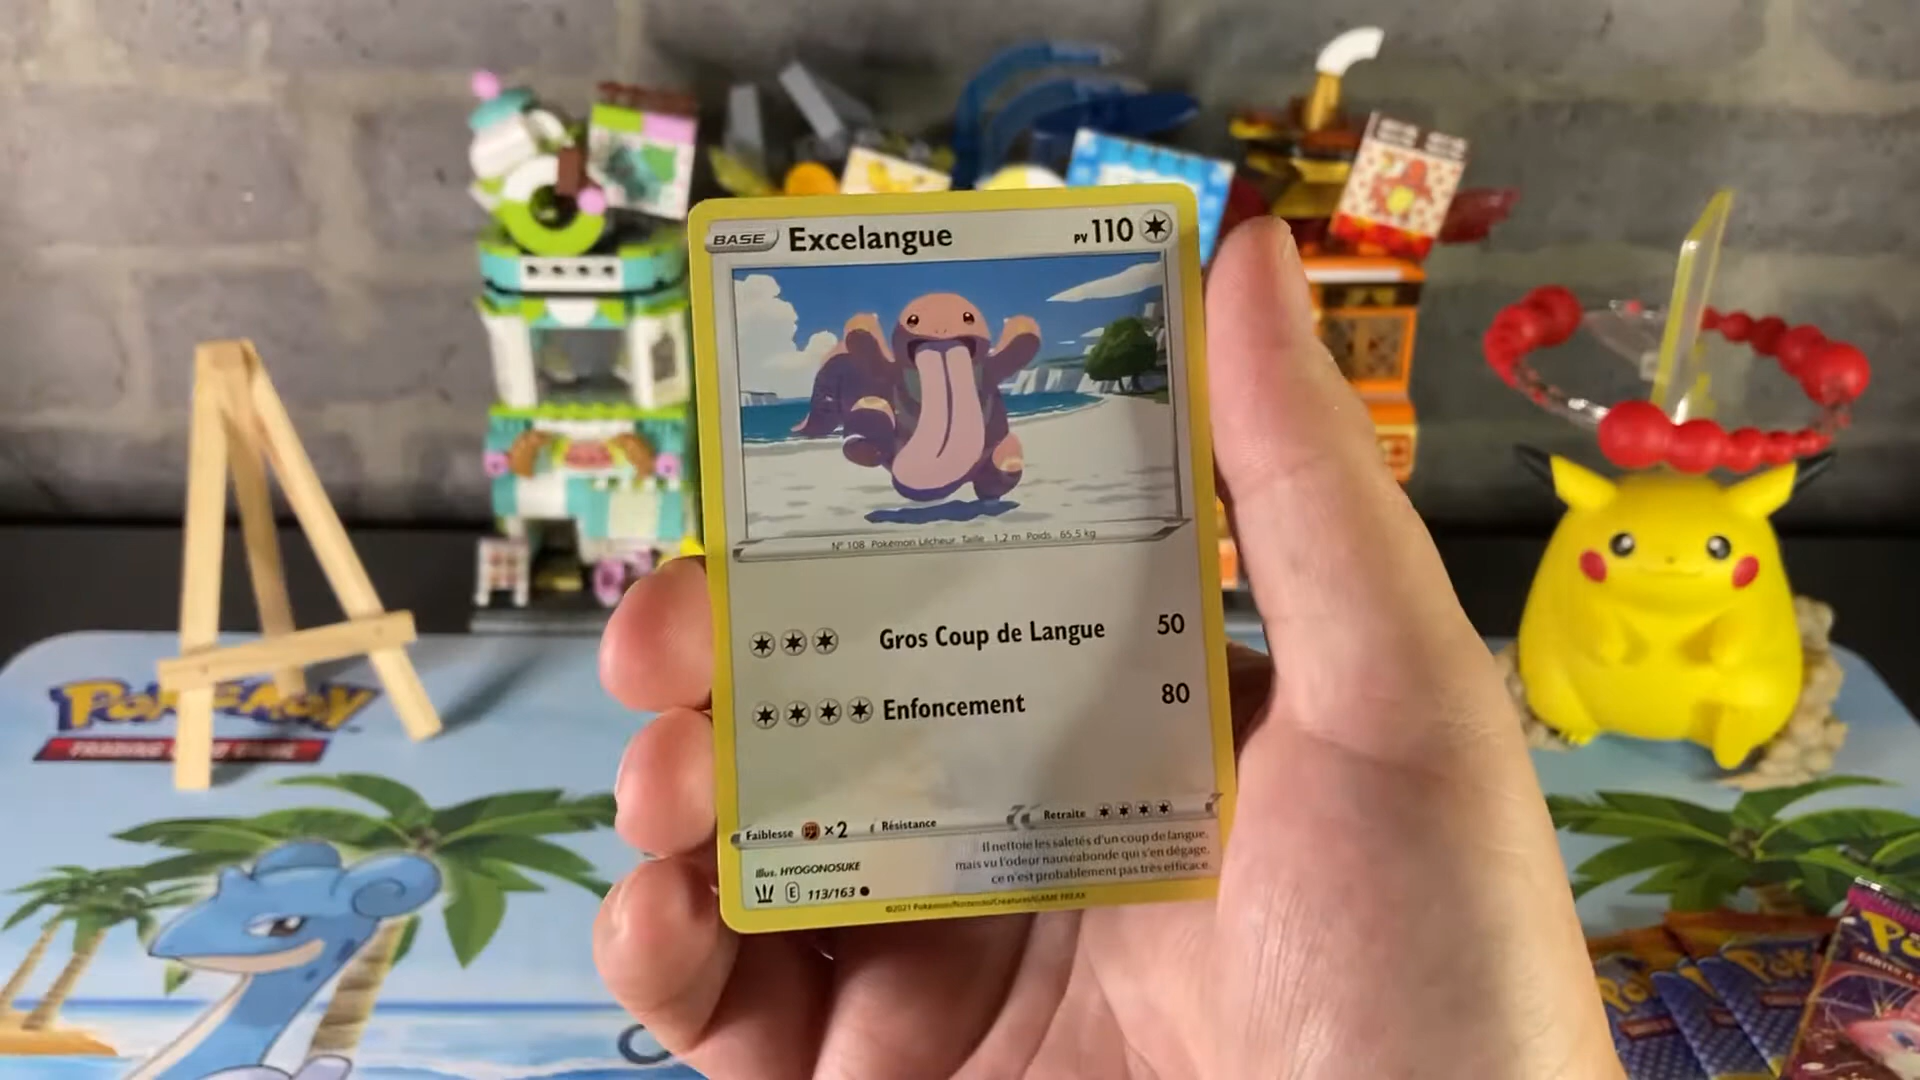 BASE Excelangue PV 110
N° 108 Pokémon Lécheur Taille : 1,2 m Poids : 65,5 kg
Gros Coup de Langue 50
Enfoncement 80
Faiblesse ×2 Résistance Retraite
Il nettoie les saletés d'un coup de langue,
mais vu l'odeur nauséabonde qui s'en dégage,
ce n'est probablement pas très efficace.
Illus. HYOGONOSUKE
E 113/163
©2021 Pokémon/Nintendo/Creatures/GAME FREAK
POKéMON
TRADING CARD GAME